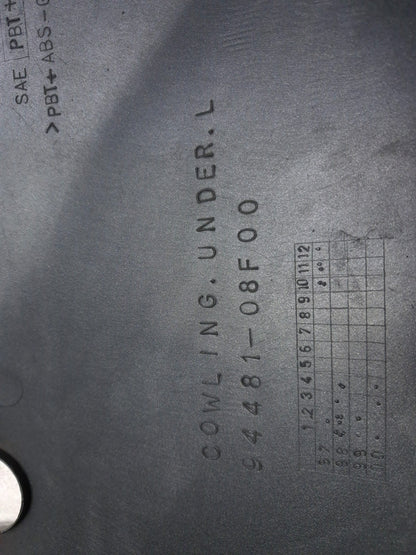 SAE PBT+
>PBT+ABS-
COWLING. UNDER. L
94481-08F00
1 2 3 4 5 6 7 8 9 10 11 12
97
98
99